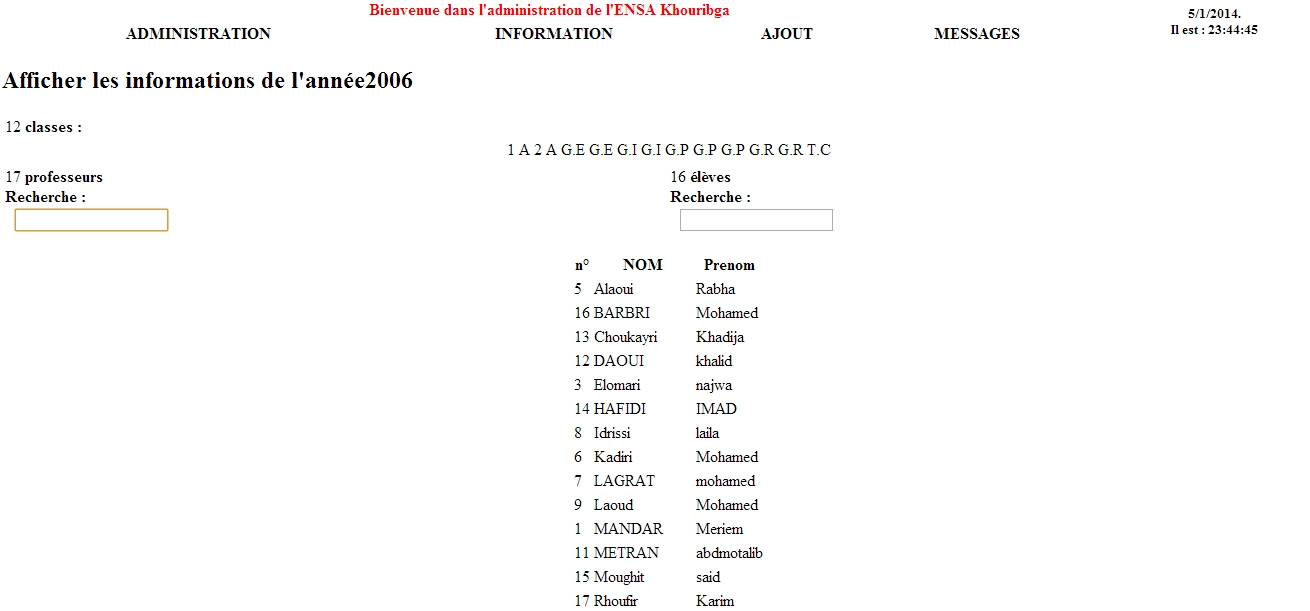 Bienvenue dans l'administration de l'ENSA Khouribga
5/1/2014.
Il est : 23:44:45
ADMINISTRATION INFORMATION AJOUT MESSAGES
Afficher les informations de l'année2006
12 classes :
1 A 2 A G.E G.E G.I G.I G.P G.P G.P G.R G.R T.C
17 professeurs
Recherche :
16 élèves
Recherche :
n° NOM Prenom
5 Alaoui Rabha
16 BARBRI Mohamed
13 Choukayri Khadija
12 DAOUI khalid
3 Elomari najwa
14 HAFIDI IMAD
8 Idrissi laila
6 Kadiri Mohamed
7 LAGRAT mohamed
9 Laoud Mohamed
1 MANDAR Meriem
11 METRAN abdmotalib
15 Moughit said
17 Rhoufir Karim